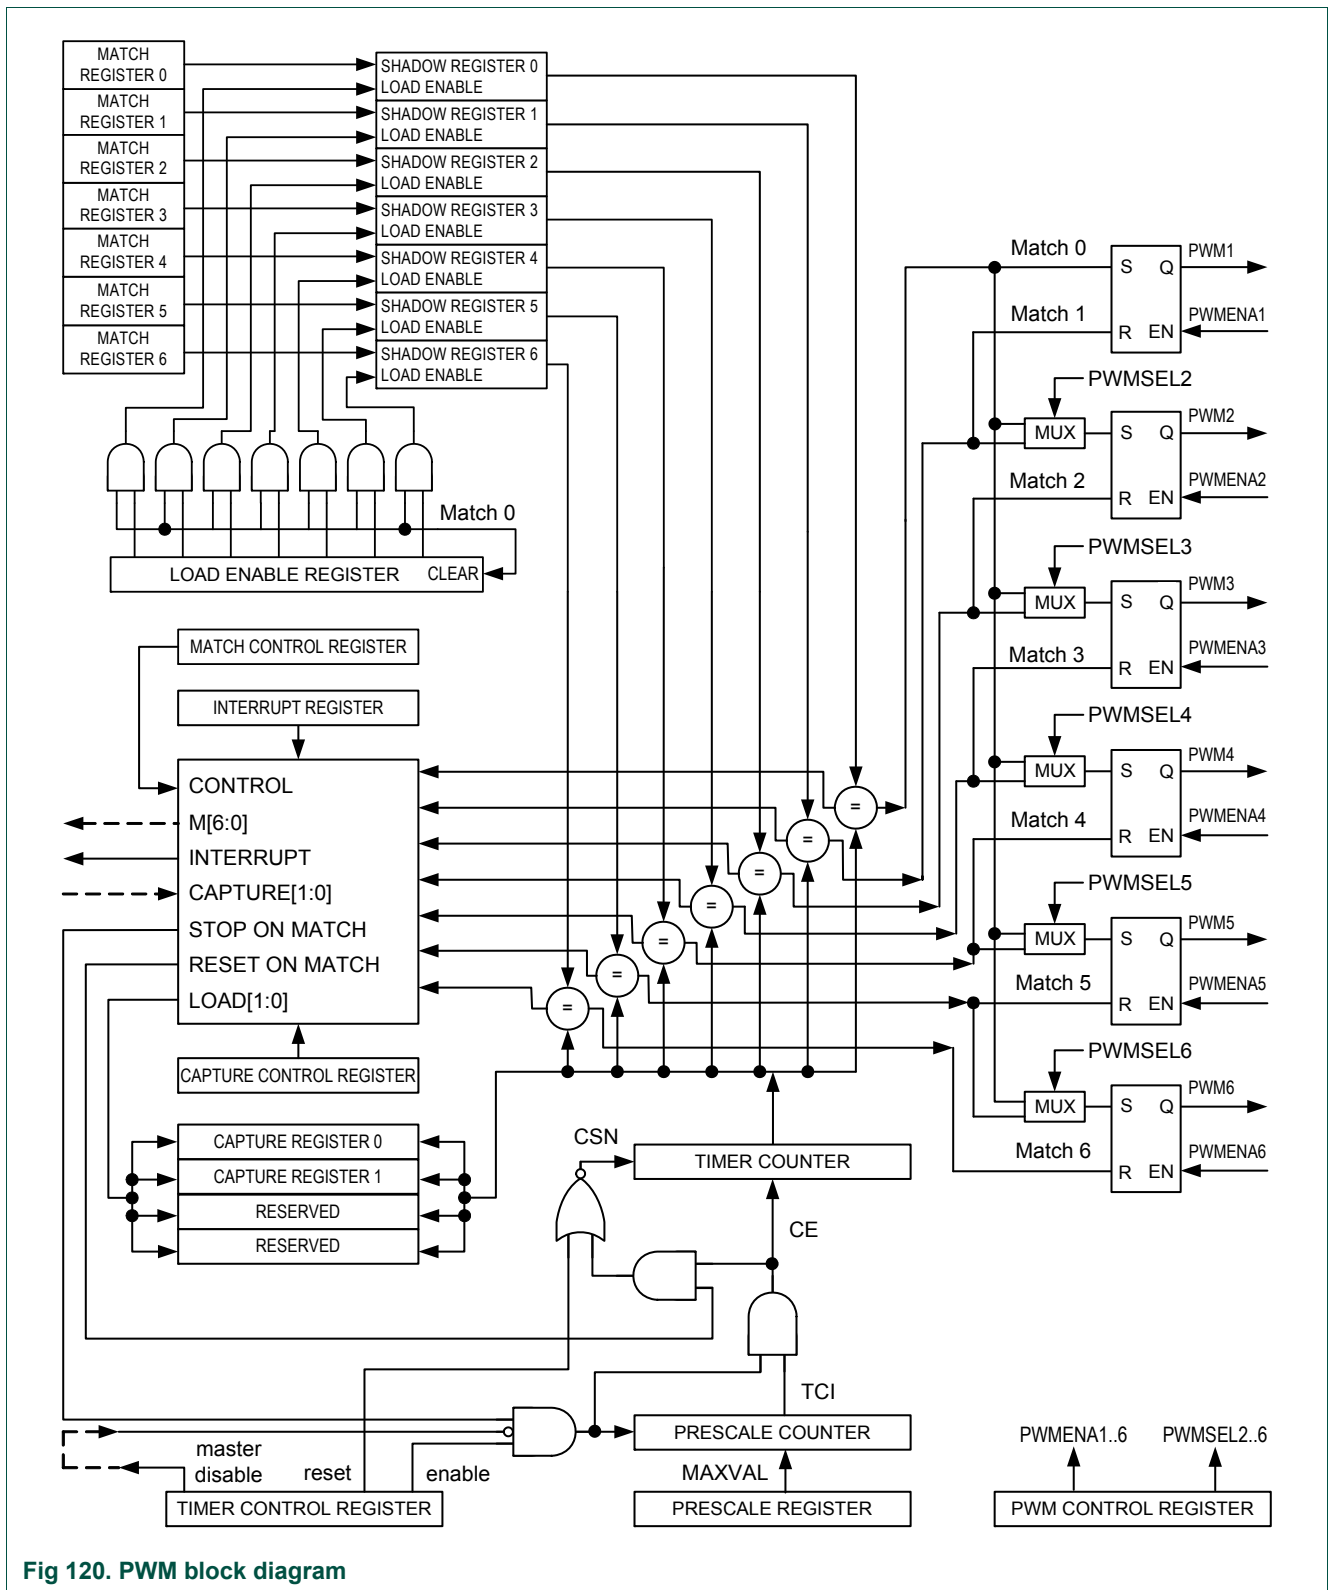 MATCH
REGISTER 0
MATCH
REGISTER 1
MATCH
REGISTER 2
MATCH
REGISTER 3
MATCH
REGISTER 4
MATCH
REGISTER 5
MATCH
REGISTER 6
SHADOW REGISTER 0
LOAD ENABLE
SHADOW REGISTER 1
LOAD ENABLE
SHADOW REGISTER 2
LOAD ENABLE
SHADOW REGISTER 3
LOAD ENABLE
SHADOW REGISTER 4
LOAD ENABLE
SHADOW REGISTER 5
LOAD ENABLE
SHADOW REGISTER 6
LOAD ENABLE
Match 0
LOAD ENABLE REGISTER CLEAR
MATCH CONTROL REGISTER
INTERRUPT REGISTER
CONTROL
M[6:0]
INTERRUPT
CAPTURE[1:0]
STOP ON MATCH
RESET ON MATCH
LOAD[1:0]
CAPTURE CONTROL REGISTER
CAPTURE REGISTER 0
CAPTURE REGISTER 1
RESERVED
RESERVED
=
=
=
=
=
=
=
Match 0
S Q
PWM1
Match 1
R EN
PWMENA1
PWMSEL2
MUX
S Q
PWM2
Match 2
R EN
PWMENA2
PWMSEL3
MUX
S Q
PWM3
Match 3
R EN
PWMENA3
PWMSEL4
MUX
S Q
PWM4
Match 4
R EN
PWMENA4
PWMSEL5
MUX
S Q
PWM5
Match 5
R EN
PWMENA5
PWMSEL6
MUX
S Q
PWM6
Match 6
R EN
PWMENA6
CSN
TIMER COUNTER
CE
TCI
PRESCALE COUNTER
MAXVAL
PRESCALE REGISTER
master
disable
reset
enable
TIMER CONTROL REGISTER
PWMENA1..6
PWMSEL2..6
PWM CONTROL REGISTER
Fig 120. PWM block diagram